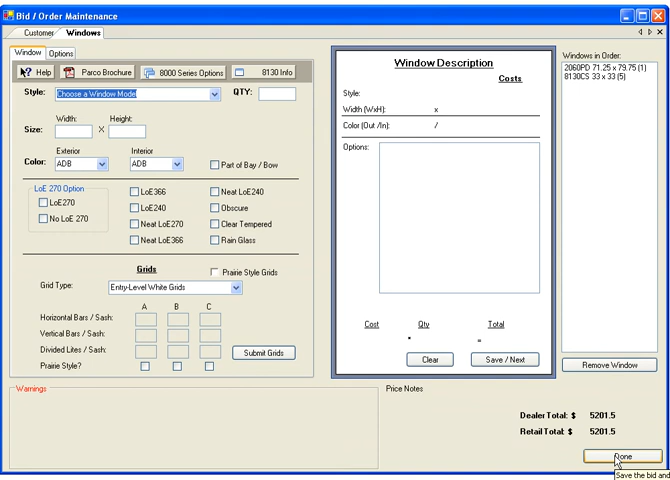 Bid / Order Maintenance
Customer Windows
Window Options
Help Parco Brochure 8000 Series Options 8130 Info
Style: Choose a Window Model QTY:
Width: Height:
Size: X
Exterior Interior
Color: ADB ADB Part of Bay / Bow
LoE 270 Option
LoE270
No LoE 270
LoE366 Neat LoE240
LoE240 Obscure
Neat LoE270 Clear Tempered
Neat LoE366 Rain Glass
Grids Prairie Style Grids
Grid Type: Entry-Level White Grids
A B C
Horizontal Bars / Sash:
Vertical Bars / Sash:
Divided Lites / Sash: Submit Grids
Prairie Style?
Window Description
Costs
Style:
Width (WxH): x
Color (Out /In): /
Options:
Cost Qty Total
* =
Clear Save / Next
Windows in Order:
2060PD 71.25 x 79.75 (1)
8130CS 33 x 33 (5)
Remove Window
Warnings
Price Notes
Dealer Total: $ 5201.5
Retail Total: $ 5201.5
Done
Save the bid and